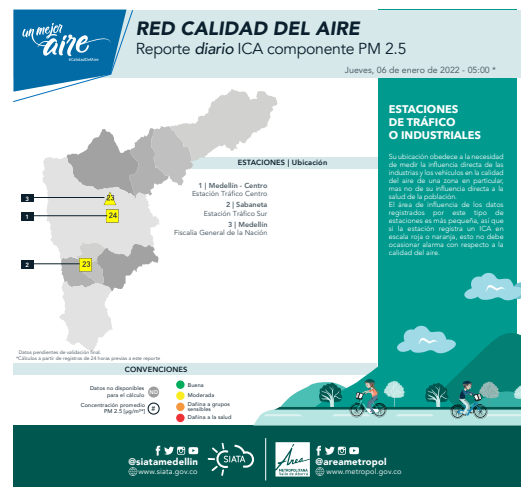 un mejor
aire
#CalidadDelAire
RED CALIDAD DEL AIRE
Reporte diario ICA componente PM 2.5
Jueves, 06 de enero de 2022 - 05:00 *
ESTACIONES
DE TRÁFICO
O INDUSTRIALES
Su ubicación obedece a la necesidad
de medir la influencia directa de las
industrias y los vehículos en la calidad
del aire de una zona en particular,
mas no de su influencia directa a la
salud de la población.
El área de influencia de los datos
registrados por este tipo de
estaciones es más pequeña, así que
si la estación registra un ICA en
escala roja o naranja, esto no debe
ocasionar alarma con respecto a la
calidad del aire.
ESTACIONES | Ubicación
1 | Medellín - Centro
Estación Tráfico Centro
2 | Sabaneta
Estación Tráfico Sur
3 | Medellín
Fiscalía General de la Nación
3
23
1
24
2
23
Datos pendientes de validación final.
*Cálculos a partir de registros de 24 horas previas a este reporte
CONVENCIONES
Datos no disponibles
para el cálculo
Concentración promedio
PM 2.5 [µg/m³]
#
Buena
Moderada
Dañina a grupos
sensibles
Dañina a la salud
@siatamedellin
www.siata.gov.co
SIATA
Área
METROPOLITANA
Valle de Aburrá
@areametropol
www.metropol.gov.co